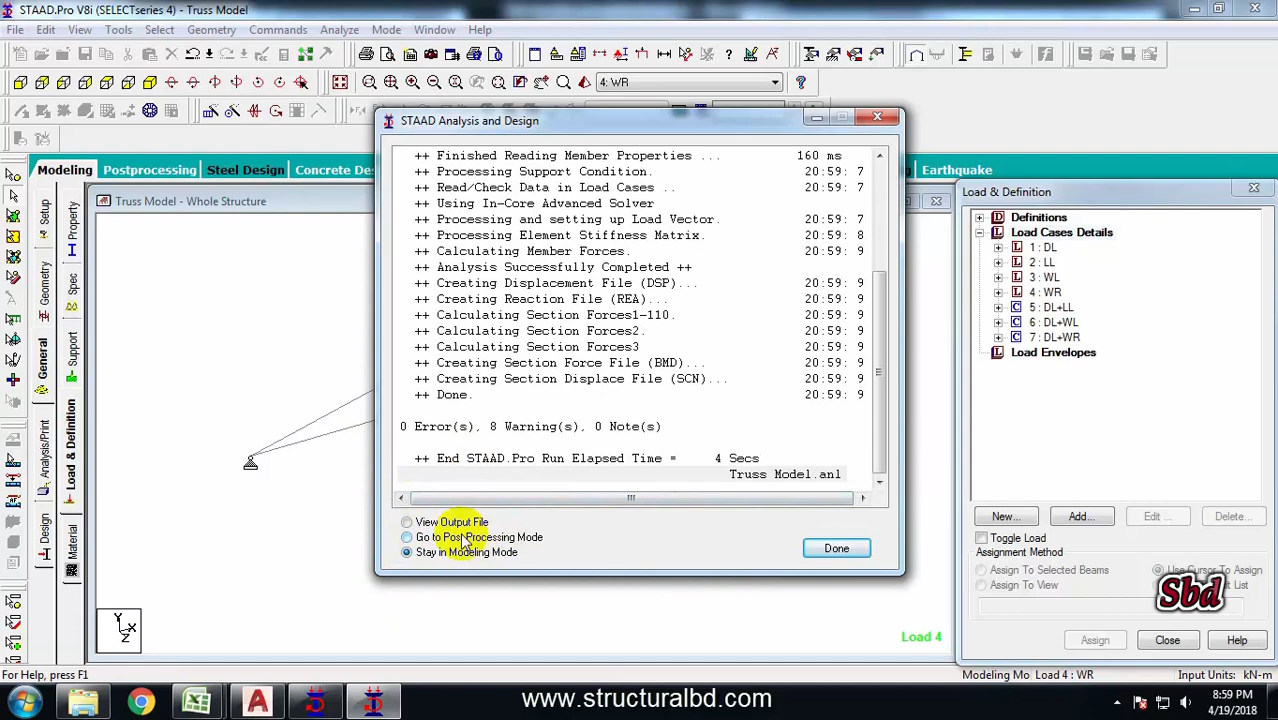 STAAD.Pro V8i (SELECTseries 4) - Truss Model
File Edit View Tools Select Geometry Commands Analyze Mode Window Help
4: WR
Modeling Postprocessing Steel Design Concrete Des Earthquake
Truss Model - Whole Structure
STAAD Analysis and Design
++ Finished Reading Member Properties ... 160 ms
++ Processing Support Condition. 20:59: 7
++ Read/Check Data in Load Cases .. 20:59: 7
++ Using In-Core Advanced Solver
++ Processing and setting up Load Vector. 20:59: 7
++ Processing Element Stiffness Matrix. 20:59: 8
++ Calculating Member Forces. 20:59: 9
++ Analysis Successfully Completed ++
++ Creating Displacement File (DSP)... 20:59: 9
++ Creating Reaction File (REA)... 20:59: 9
++ Calculating Section Forces1-110. 20:59: 9
++ Calculating Section Forces2. 20:59: 9
++ Calculating Section Forces3 20:59: 9
++ Creating Section Force File (BMD)... 20:59: 9
++ Creating Section Displace File (SCN)... 20:59: 9
++ Done. 20:59: 9
0 Error(s), 8 Warning(s), 0 Note(s)
++ End STAAD.Pro Run Elapsed Time = 4 Secs
Truss Model.anl
View Output File
Go to Post Processing Mode
Stay in Modeling Mode
Done
Setup
Geometry
General
Analysis/Print
Design
Property
Spec
Support
Load & Definition
Material
Load & Definition
Definitions
Load Cases Details
1 : DL
2 : LL
3 : WL
4 : WR
5 : DL+LL
6 : DL+WL
7 : DL+WR
Load Envelopes
New... Add... Edit ... Delete...
Toggle Load
Assignment Method
Assign To Selected Beams Use Cursor To Assign
Assign To View t List
Assign Close Help
Sbd
Y
X
Z
Load 4
For Help, press F1
Modeling Mo Load 4 : WR Input Units: kN-m
www.structuralbd.com
8:59 PM
4/19/2018